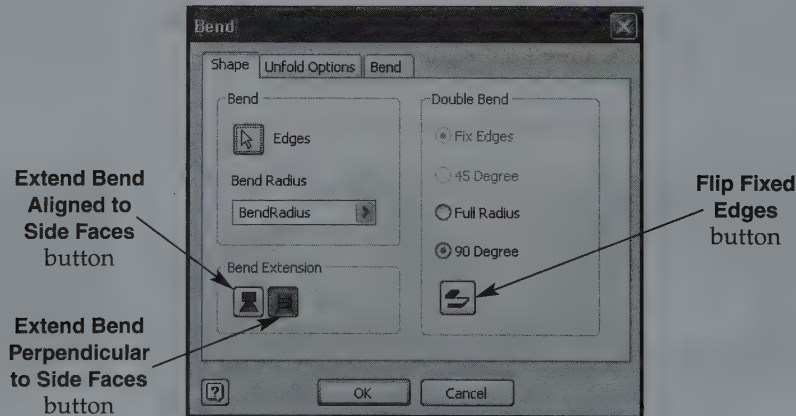 Bend
Shape
Unfold Options
Bend
Bend
Edges
Bend Radius
BendRadius
Bend Extension
Double Bend
Fix Edges
45 Degree
Full Radius
90 Degree
OK
Cancel
Extend Bend
Aligned to
Side Faces
button
Extend Bend
Perpendicular
to Side Faces
button
Flip Fixed
Edges
button